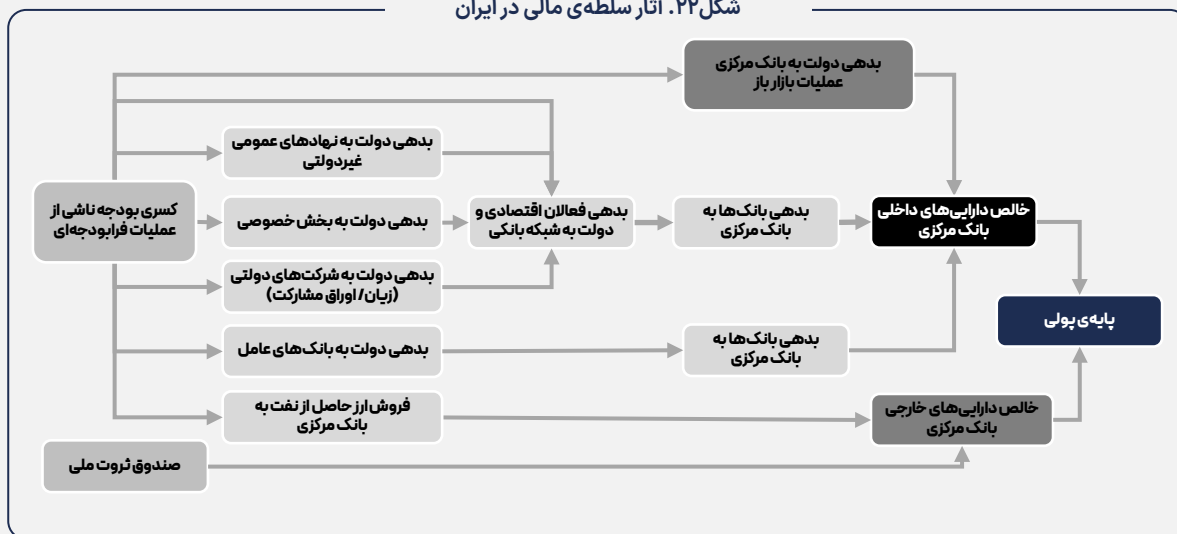 شکل۲۲. آثار سلطه‌ی مالی در ایران
بدهی دولت به بانک مرکزی
عملیات بازار باز
بدهی دولت به نهادهای عمومی
غیردولتی
کسری بودجه ناشی از
عملیات فرابودجه‌ای
بدهی دولت به بخش خصوصی
بدهی فعالان اقتصادی و
دولت به شبکه بانکی
بدهی بانک‌ها به
بانک مرکزی
خالص دارایی‌های داخلی
بانک مرکزی
بدهی دولت به شرکت‌های دولتی
(زیان/ اوراق مشارکت)
پایه‌ی پولی
بدهی دولت به بانک‌های عامل
بدهی بانک‌ها به
بانک مرکزی
فروش ارز حاصل از نفت به
بانک مرکزی
خالص دارایی‌های خارجی
بانک مرکزی
صندوق ثروت ملی